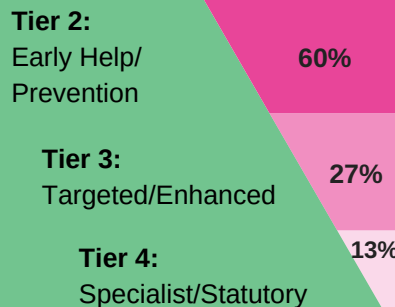 Tier 2:
Early Help/
Prevention
60%
Tier 3:
Targeted/Enhanced
27%
Tier 4:
Specialist/Statutory
13%